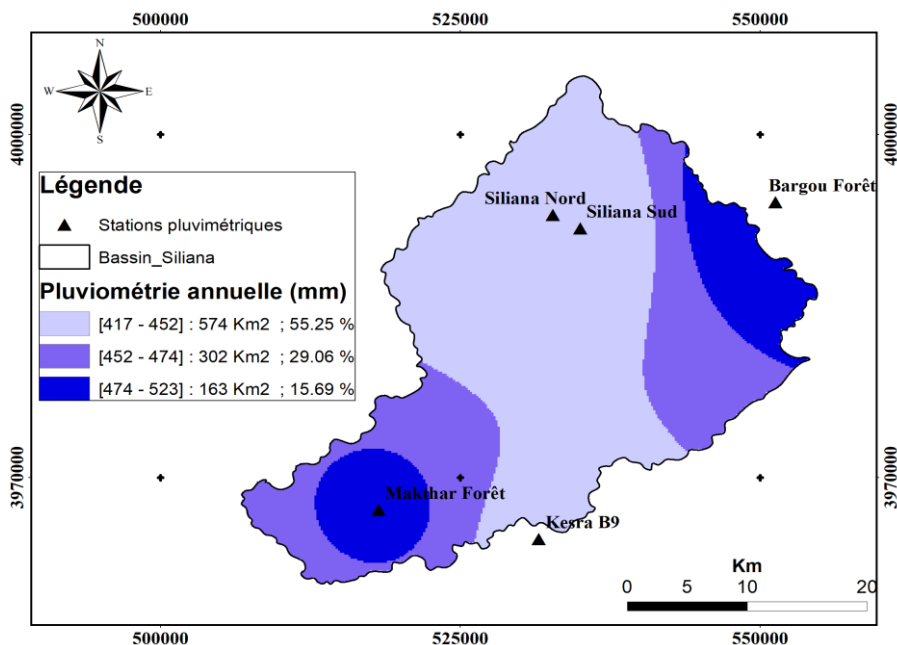 500000 525000 550000
N
W E
S
4000000 4000000
Légende
Stations pluvimétriques
Bassin_Siliana
Pluviométrie annuelle (mm)
[417 - 452] : 574 Km2 ; 55.25 %
[452 - 474] : 302 Km2 ; 29.06 %
[474 - 523] : 163 Km2 ; 15.69 %
Bargou Forêt
Siliana Nord
Siliana Sud
3970000 3970000
Makthar Forêt
Kesra B9
Km
0 5 10 20
500000 525000 550000